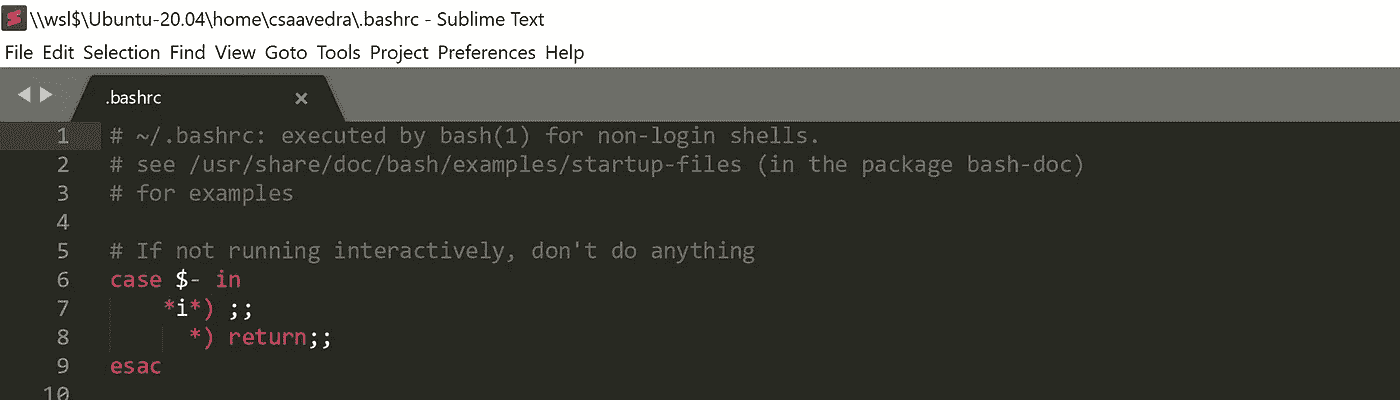 \\wsl$\Ubuntu-20.04\home\csaavedra\.bashrc - Sublime Text
File Edit Selection Find View Goto Tools Project Preferences Help
.bashrc ×
1 # ~/.bashrc: executed by bash(1) for non-login shells.
2 # see /usr/share/doc/bash/examples/startup-files (in the package bash-doc)
3 # for examples
4
5 # If not running interactively, don't do anything
6 case $- in
7     *i*) ;;
8       *) return;;
9 esac
10